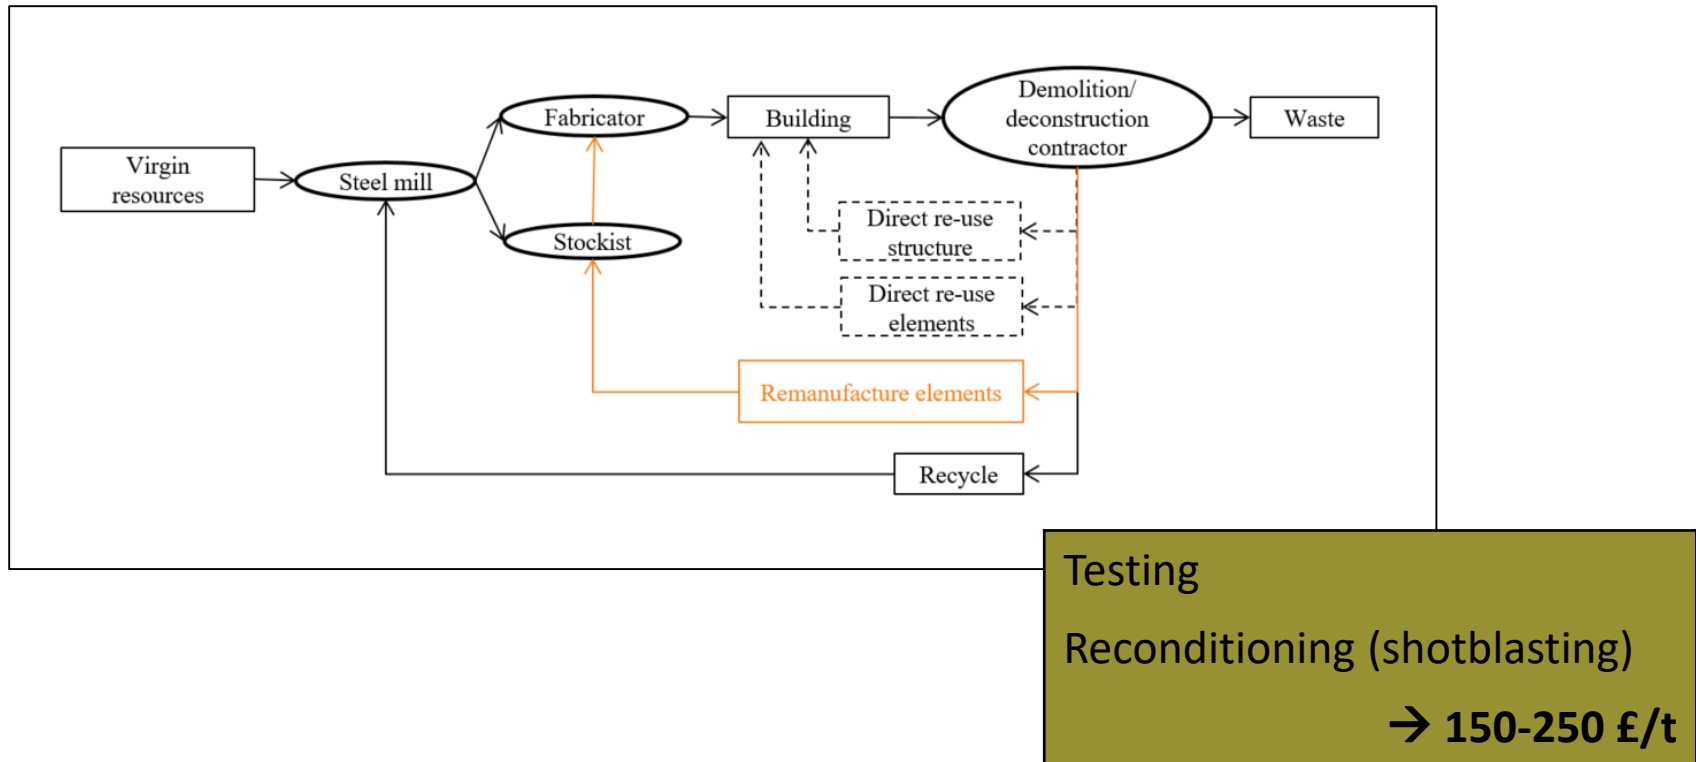 Virgin
resources
Steel mill
Fabricator
Stockist
Building
Demolition/
deconstruction
contractor
Waste
Direct re-use
structure
Direct re-use
elements
Remanufacture elements
Recycle
Testing
Reconditioning (shotblasting)
→ 150-250 £/t